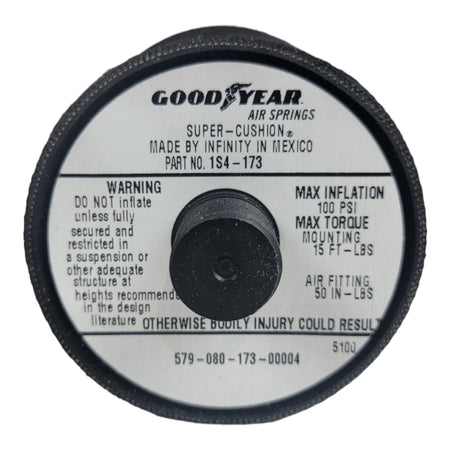 GOODYEAR
AIR SPRINGS
SUPER-CUSHION®
MADE BY INFINITY IN MEXICO
PART NO. 1S4-173
WARNING
DO NOT inflate
unless fully
secured and
restricted in
a suspension or
other adequate
structure at
heights recommende
in the design
literature OTHERWISE BODILY INJURY COULD RESULT
MAX INFLATION
100 PSI
MAX TORQUE
MOUNTING
15 FT-LBS
AIR FITTING
50 IN-LBS
5100
579-080-173-00004